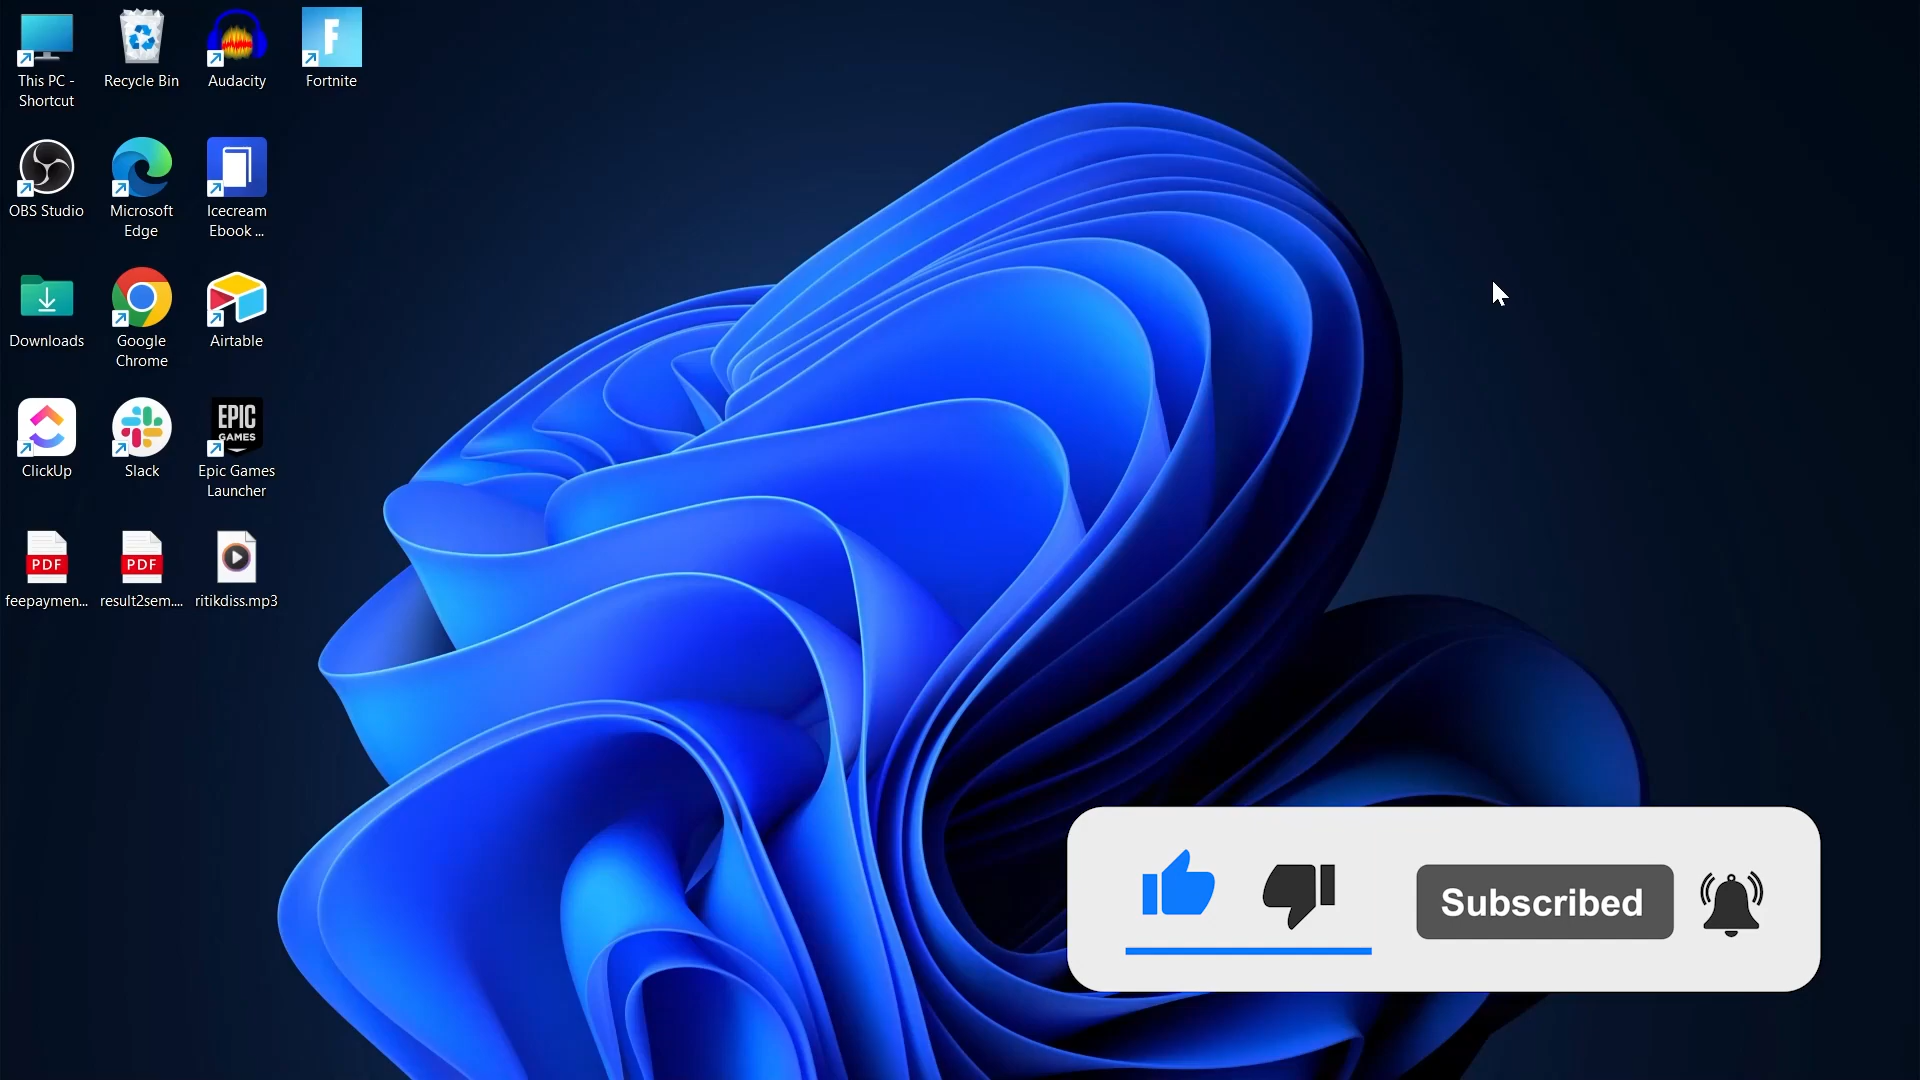 This PC -
Shortcut
Recycle Bin
Audacity
F
Fortnite
OBS Studio
Microsoft
Edge
Icecream
Ebook ...
Downloads
Google
Chrome
Airtable
ClickUp
Slack
EPIC
GAMES
Epic Games
Launcher
PDF
feepaymen...
PDF
result2sem....
ritikdiss.mp3
Subscribed